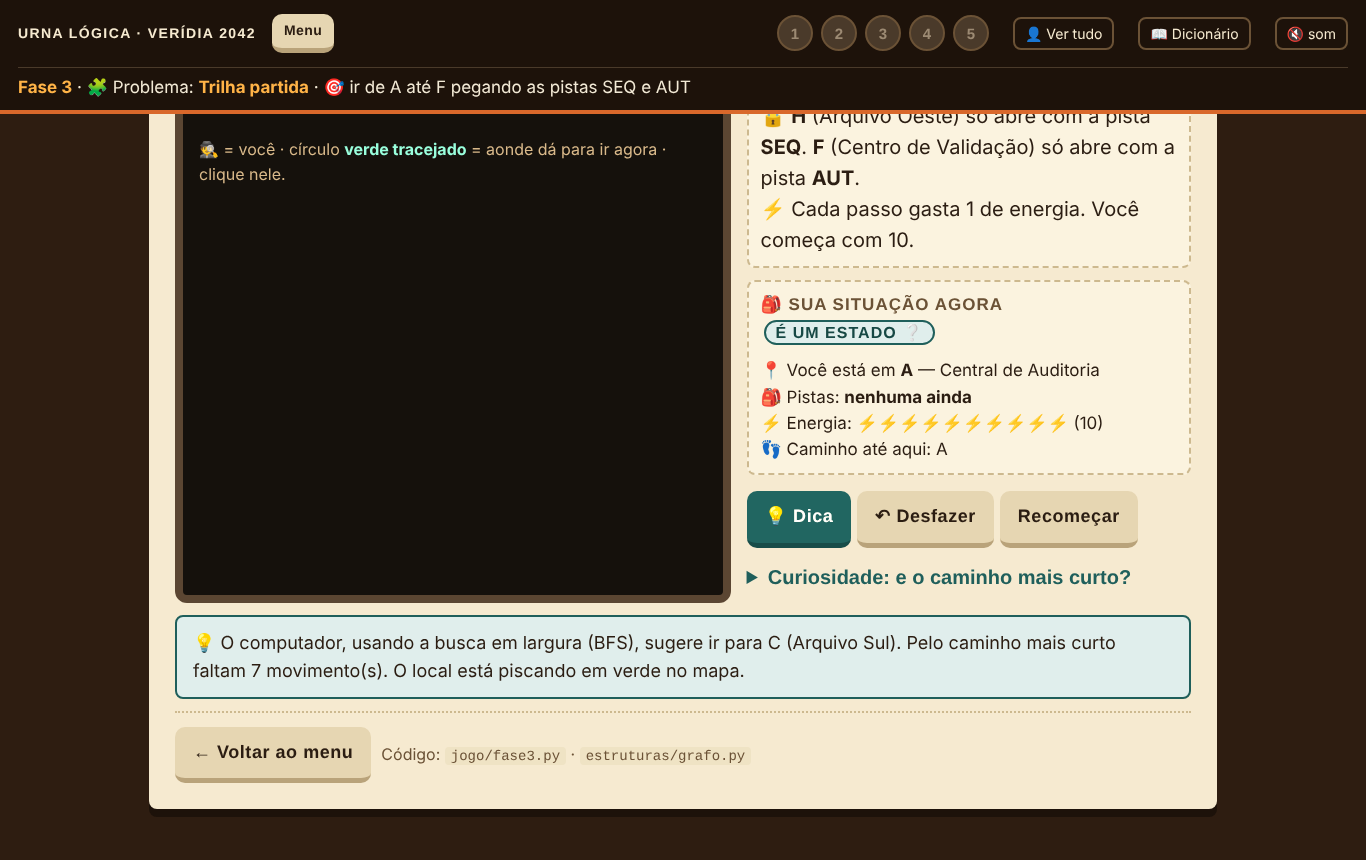 URNA LÓGICA · VERÍDIA 2042
Menu
1 2 3 4 5
👤 Ver tudo
📖 Dicionário
🔇 som
Fase 3 · 🧩 Problema: Trilha partida · 🎯 ir de A até F pegando as pistas SEQ e AUT
🕵️ = você · círculo verde tracejado = aonde dá para ir agora ·
clique nele.
🔒 H (Arquivo Oeste) só abre com a pista
SEQ. F (Centro de Validação) só abre com a
pista AUT.
⚡ Cada passo gasta 1 de energia. Você
começa com 10.
🎒 SUA SITUAÇÃO AGORA
É UM ESTADO ❔
📍 Você está em A — Central de Auditoria
🎒 Pistas: nenhuma ainda
⚡ Energia: ⚡⚡⚡⚡⚡⚡⚡⚡⚡⚡ (10)
👣 Caminho até aqui: A
💡 Dica
↶ Desfazer
Recomeçar
▶ Curiosidade: e o caminho mais curto?
💡 O computador, usando a busca em largura (BFS), sugere ir para C (Arquivo Sul). Pelo caminho mais curto
faltam 7 movimento(s). O local está piscando em verde no mapa.
← Voltar ao menu
Código: jogo/fase3.py · estruturas/grafo.py